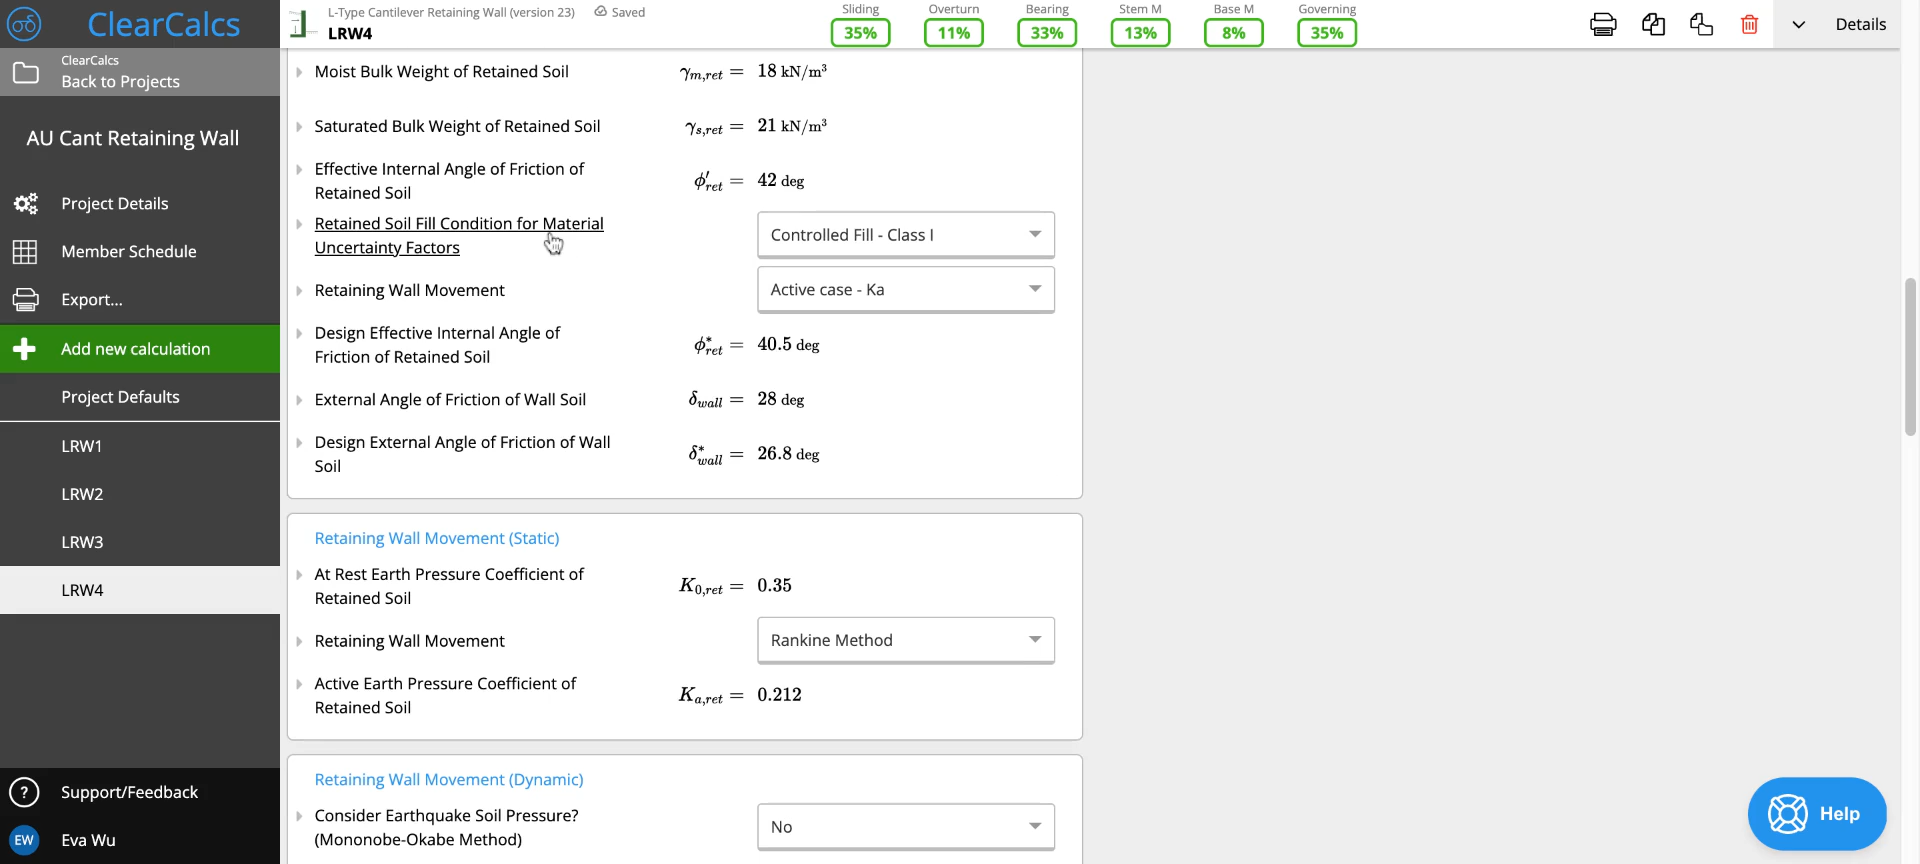 ClearCalcs
L-Type Cantilever Retaining Wall (version 23)
Saved
LRW4
Sliding
35%
Overturn
11%
Bearing
33%
Stem M
13%
Base M
8%
Governing
35%
Details
ClearCalcs
Back to Projects
AU Cant Retaining Wall
Project Details
Member Schedule
Export...
Add new calculation
Project Defaults
LRW1
LRW2
LRW3
LRW4
? Support/Feedback
EW Eva Wu
Moist Bulk Weight of Retained Soil
γm,ret = 18 kN/m³
Saturated Bulk Weight of Retained Soil
γs,ret = 21 kN/m³
Effective Internal Angle of Friction of
Retained Soil
ϕ′ret = 42 deg
Retained Soil Fill Condition for Material
Uncertainty Factors
Controlled Fill - Class I
Retaining Wall Movement
Active case - Ka
Design Effective Internal Angle of
Friction of Retained Soil
ϕ*ret = 40.5 deg
External Angle of Friction of Wall Soil
δwall = 28 deg
Design External Angle of Friction of Wall
Soil
δ*wall = 26.8 deg
Retaining Wall Movement (Static)
At Rest Earth Pressure Coefficient of
Retained Soil
K0,ret = 0.35
Retaining Wall Movement
Rankine Method
Active Earth Pressure Coefficient of
Retained Soil
Ka,ret = 0.212
Retaining Wall Movement (Dynamic)
Consider Earthquake Soil Pressure?
(Mononobe-Okabe Method)
No
Help